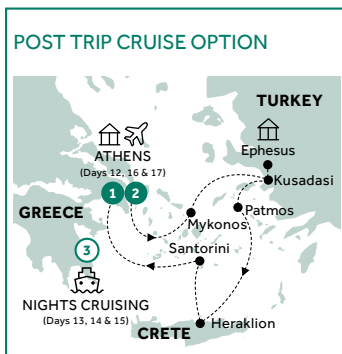 POST TRIP CRUISE OPTION
TURKEY
Ephesus
ATHENS
(Days 12, 16 & 17)
Kusadasi
1 2
GREECE
Patmos
Mykonos
3
Santorini
NIGHTS CRUISING
(Days 13, 14 & 15)
CRETE
Heraklion